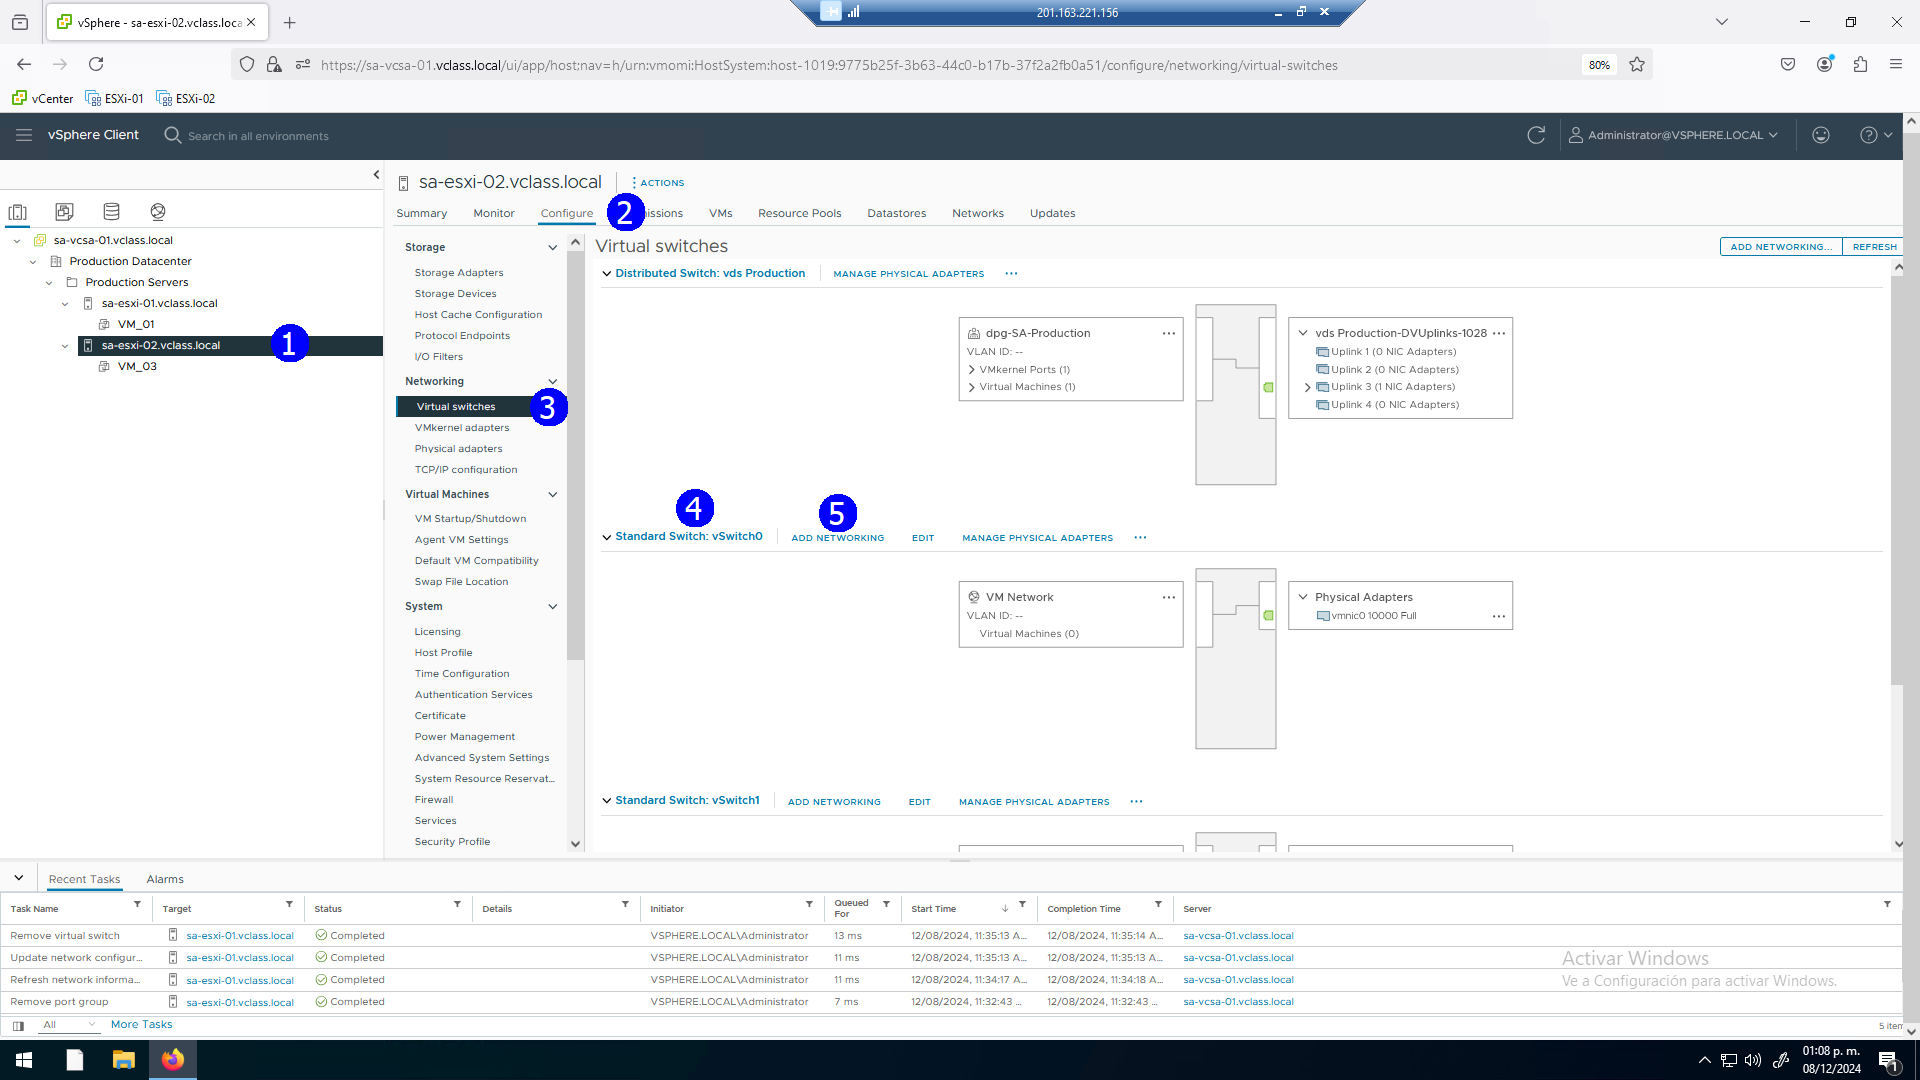 201.163.221.156
vSphere - sa-esxi-02.vclass.loca
https://sa-vcsa-01.vclass.local/ui/app/host;nav=h/urn:vmomi:HostSystem:host-1019:9775b25f-3b63-44c0-b17b-37f2a2fb0a51/configure/networking/virtual-switches
80%
vCenter ESXi-01 ESXi-02
vSphere Client
Search in all environments
Administrator@VSPHERE.LOCAL
sa-vcsa-01.vclass.local
Production Datacenter
Production Servers
sa-esxi-01.vclass.local
VM_01
sa-esxi-02.vclass.local 1
VM_03
sa-esxi-02.vclass.local
ACTIONS
Summary Monitor Configure 2 issions VMs Resource Pools Datastores Networks Updates
Storage
Storage Adapters
Storage Devices
Host Cache Configuration
Protocol Endpoints
I/O Filters
Networking
Virtual switches 3
VMkernel adapters
Physical adapters
TCP/IP configuration
Virtual Machines
VM Startup/Shutdown
Agent VM Settings
Default VM Compatibility
Swap File Location
System
Licensing
Host Profile
Time Configuration
Authentication Services
Certificate
Power Management
Advanced System Settings
System Resource Reservat...
Firewall
Services
Security Profile
Virtual switches
ADD NETWORKING... REFRESH
Distributed Switch: vds Production MANAGE PHYSICAL ADAPTERS ...
dpg-SA-Production ...
VLAN ID: --
VMkernel Ports (1)
Virtual Machines (1)
vds Production-DVUplinks-1028 ...
Uplink 1 (0 NIC Adapters)
Uplink 2 (0 NIC Adapters)
Uplink 3 (1 NIC Adapters)
Uplink 4 (0 NIC Adapters)
4 5
Standard Switch: vSwitch0 ADD NETWORKING EDIT MANAGE PHYSICAL ADAPTERS ...
VM Network ...
VLAN ID: --
Virtual Machines (0)
Physical Adapters
vmnic0 10000 Full ...
Standard Switch: vSwitch1 ADD NETWORKING EDIT MANAGE PHYSICAL ADAPTERS ...
Recent Tasks Alarms
Task Name Target Status Details Initiator Queued For Start Time Completion Time Server
Remove virtual switch sa-esxi-01.vclass.local Completed VSPHERE.LOCAL\Administrator 13 ms 12/08/2024, 11:35:13 A... 12/08/2024, 11:35:14 A... sa-vcsa-01.vclass.local
Update network configur... sa-esxi-01.vclass.local Completed VSPHERE.LOCAL\Administrator 11 ms 12/08/2024, 11:35:13 A... 12/08/2024, 11:35:13 A... sa-vcsa-01.vclass.local
Refresh network informa... sa-esxi-01.vclass.local Completed VSPHERE.LOCAL\Administrator 11 ms 12/08/2024, 11:34:17 A... 12/08/2024, 11:34:18 A... sa-vcsa-01.vclass.local
Remove port group sa-esxi-01.vclass.local Completed VSPHERE.LOCAL\Administrator 7 ms 12/08/2024, 11:32:43 ... 12/08/2024, 11:32:43 ... sa-vcsa-01.vclass.local
Activar Windows
Ve a Configuración para activar Windows.
All More Tasks
5 item
01:08 p. m.
08/12/2024
1